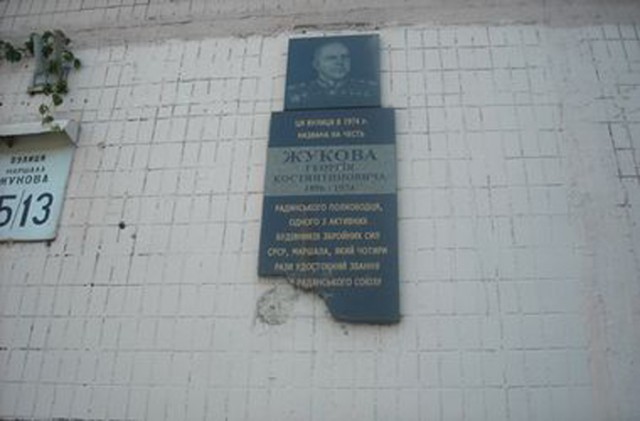 ВУЛИЦЯ
МАРШАЛА
ЖУКОВА
5/13
ЦЯ ВУЛИЦЯ В 1974 р.
НАЗВАНА НА ЧЕСТЬ
ЖУКОВА
ГЕОРГІЯ
КОСТЯНТИНОВИЧА
1896 - 1974
РАДЯНСЬКОГО ПОЛКОВОДЦЯ,
ОДНОГО З АКТИВНИХ
БУДІВНИКІВ ЗБРОЙНИХ СИЛ
СРСР, МАРШАЛА, ЯКИЙ ЧОТИРИ
РАЗИ УДОСТОЄНИЙ ЗВАННЯ
РАДЯНСЬКОГО СОЮЗУ